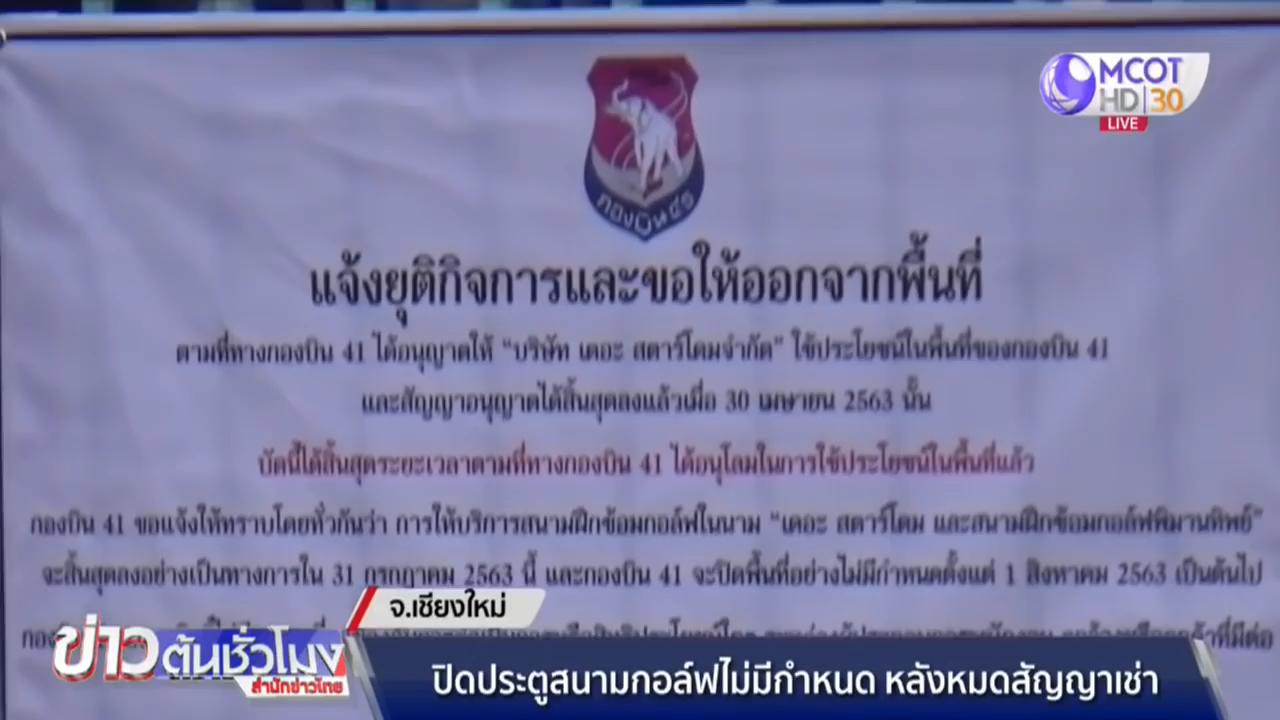 MCOT
HD 30
LIVE
กองบิน๔๑
แจ้งยุติกิจการและขอให้ออกจากพื้นที่
ตามที่ทางกองบิน 41 ได้อนุญาตให้ "บริษัท เดอะ สตาร์โดมจำกัด" ใช้ประโยชน์ในพื้นที่ของกองบิน 41
และสัญญาอนุญาตได้สิ้นสุดลงแล้วเมื่อ 30 เมษายน 2563 นั้น
บัดนี้ได้สิ้นสุดระยะเวลาตามที่ทางกองบิน 41 ได้อนุโลมในการใช้ประโยชน์ในพื้นที่แล้ว
กองบิน 41 ขอแจ้งให้ทราบโดยทั่วกันว่า การให้บริการสนามฝึกซ้อมกอล์ฟในนาม "เดอะ สตาร์โดม และสนามฝึกซ้อมกอล์ฟพิมานทิพย์"
จะสิ้นสุดลงอย่างเป็นทางการใน 31 กรกฎาคม 2563 นี้ และกองบิน 41 จะปิดพื้นที่อย่างไม่มีกำหนดตั้งแต่ 1 สิงหาคม 2563 เป็นต้นไป
ที่มีต่อ
จ.เชียงใหม่
ข่าวต้นชั่วโมง
สำนักข่าวไทย
ปิดประตูสนามกอล์ฟไม่มีกำหนด หลังหมดสัญญาเช่า